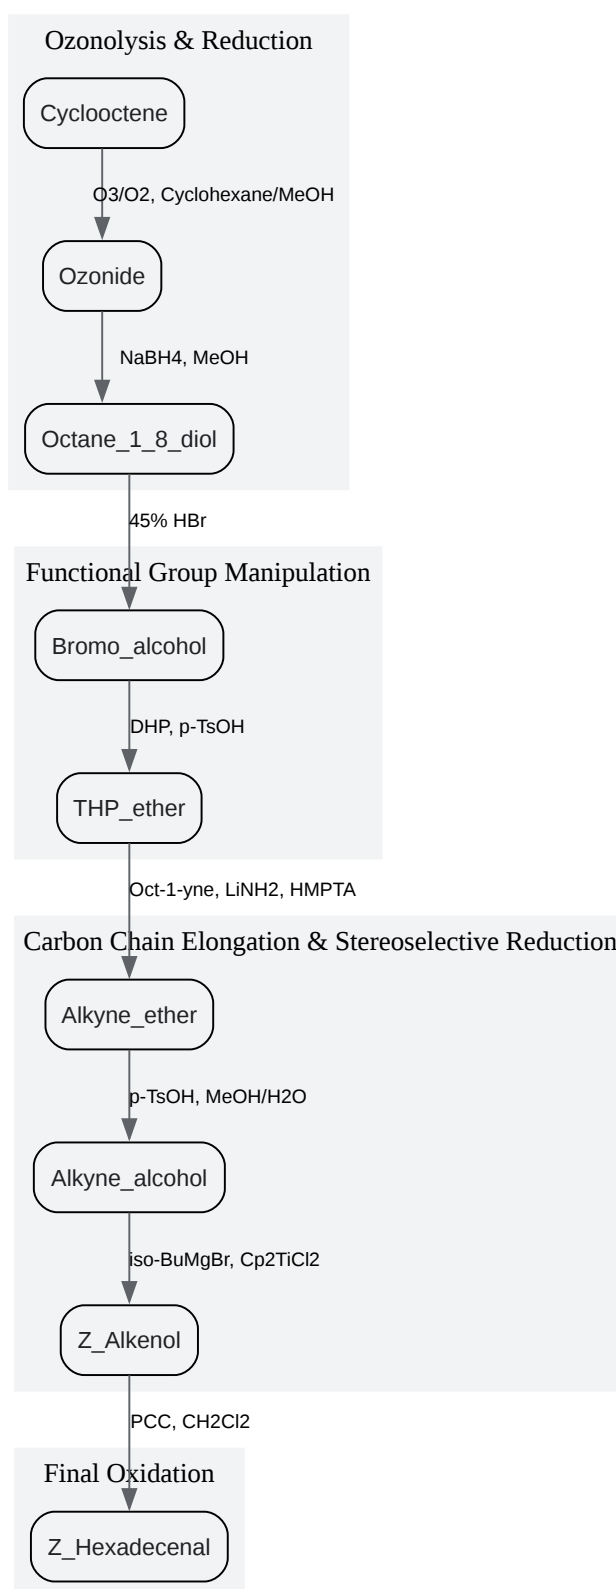 Ozonolysis & Reduction
Cyclooctene
O3/O2, Cyclohexane/MeOH
Ozonide
NaBH4, MeOH
Octane_1_8_diol
45% HBr
Functional Group Manipulation
Bromo_alcohol
DHP, p-TsOH
THP_ether
Oct-1-yne, LiNH2, HMPTA
Carbon Chain Elongation & Stereoselective Reduction
Alkyne_ether
p-TsOH, MeOH/H2O
Alkyne_alcohol
iso-BuMgBr, Cp2TiCl2
Z_Alkenol
PCC, CH2Cl2
Final Oxidation
Z_Hexadecenal